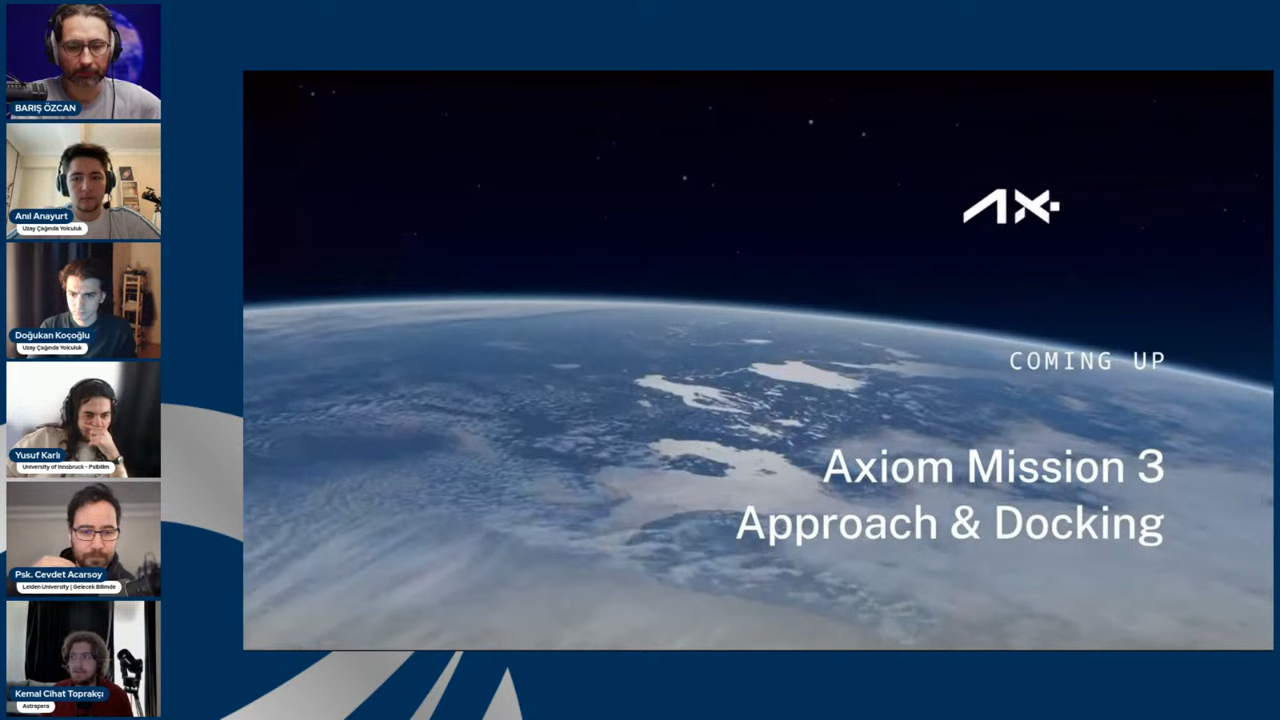 BARIŞ ÖZCAN
Anıl Anayurt
Uzay Çağında Yolculuk
Doğukan Koçoğlu
Uzay Çağında Yolculuk
Yusuf Karlı
University of Innsbruck - Psibilim
Psk. Cevdet Acarsoy
Leiden University | Gelecek Bilimde
Kemal Cihat Toprakçı
Astrapera
AX
COMING UP
Axiom Mission 3
Approach & Docking